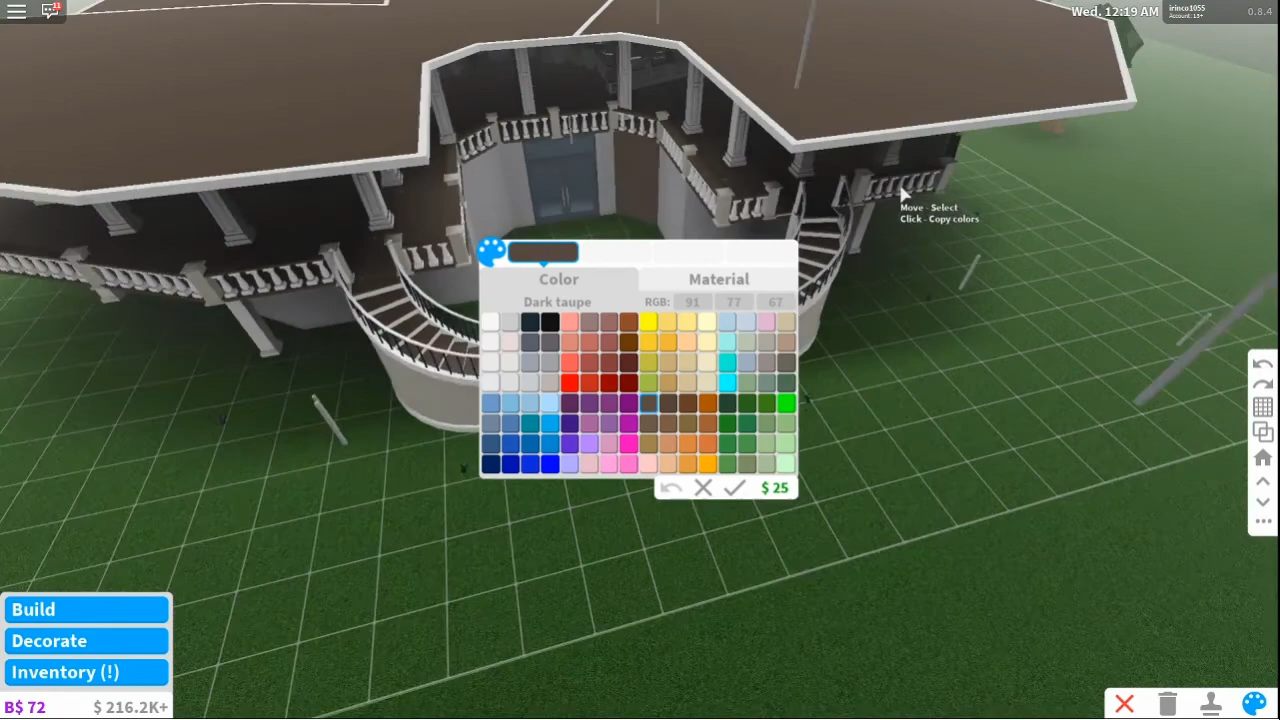 11
Wed. 12:19 AM
irinco1055
Account: 13+
0.8.4
Move - Select
Click - Copy colors
Color
Material
Dark taupe
RGB: 91 77 67
$ 25
Build
Decorate
Inventory (!)
B$ 72
$ 216.2K+